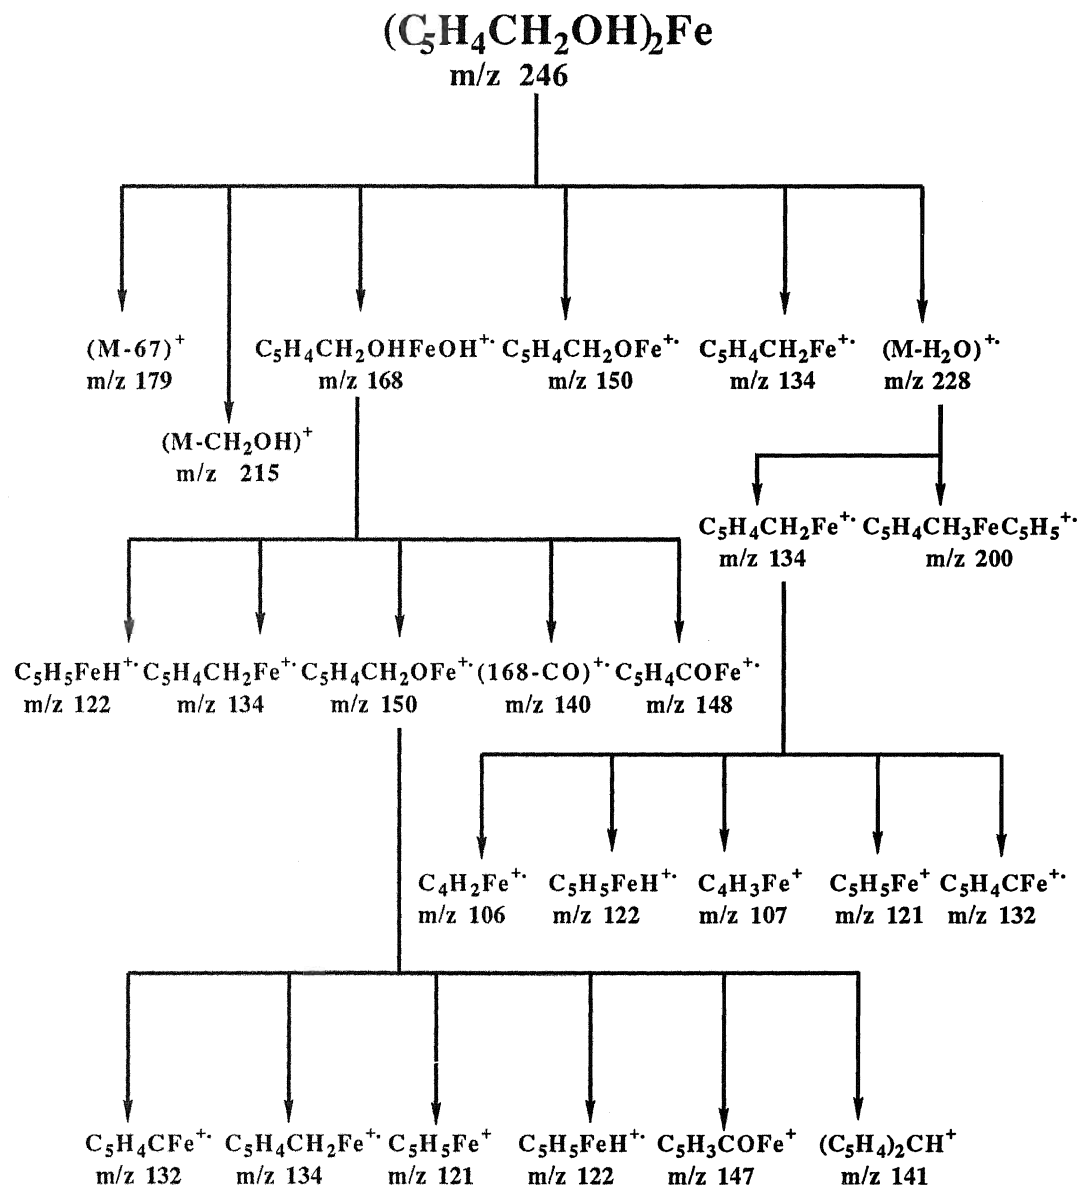 (C₅H₄CH₂OH)₂Fe
m/z 246
(M-67)⁺ C₅H₄CH₂OHFeOH⁺· C₅H₄CH₂OFe⁺· C₅H₄CH₂Fe⁺· (M-H₂O)⁺·
m/z 179 m/z 168 m/z 150 m/z 134 m/z 228
(M-CH₂OH)⁺
m/z 215
C₅H₄CH₂Fe⁺· C₅H₄CH₃FeC₅H₅⁺·
m/z 134 m/z 200
C₅H₅FeH⁺· C₅H₄CH₂Fe⁺· C₅H₄CH₂OFe⁺· (168-CO)⁺· C₅H₄COFe⁺·
m/z 122 m/z 134 m/z 150 m/z 140 m/z 148
C₄H₂Fe⁺· C₅H₅FeH⁺· C₄H₃Fe⁺ C₅H₅Fe⁺ C₅H₄CFe⁺·
m/z 106 m/z 122 m/z 107 m/z 121 m/z 132
C₅H₄CFe⁺· C₅H₄CH₂Fe⁺· C₅H₅Fe⁺ C₅H₅FeH⁺· C₅H₃COFe⁺ (C₅H₄)₂CH⁺
m/z 132 m/z 134 m/z 121 m/z 122 m/z 147 m/z 141